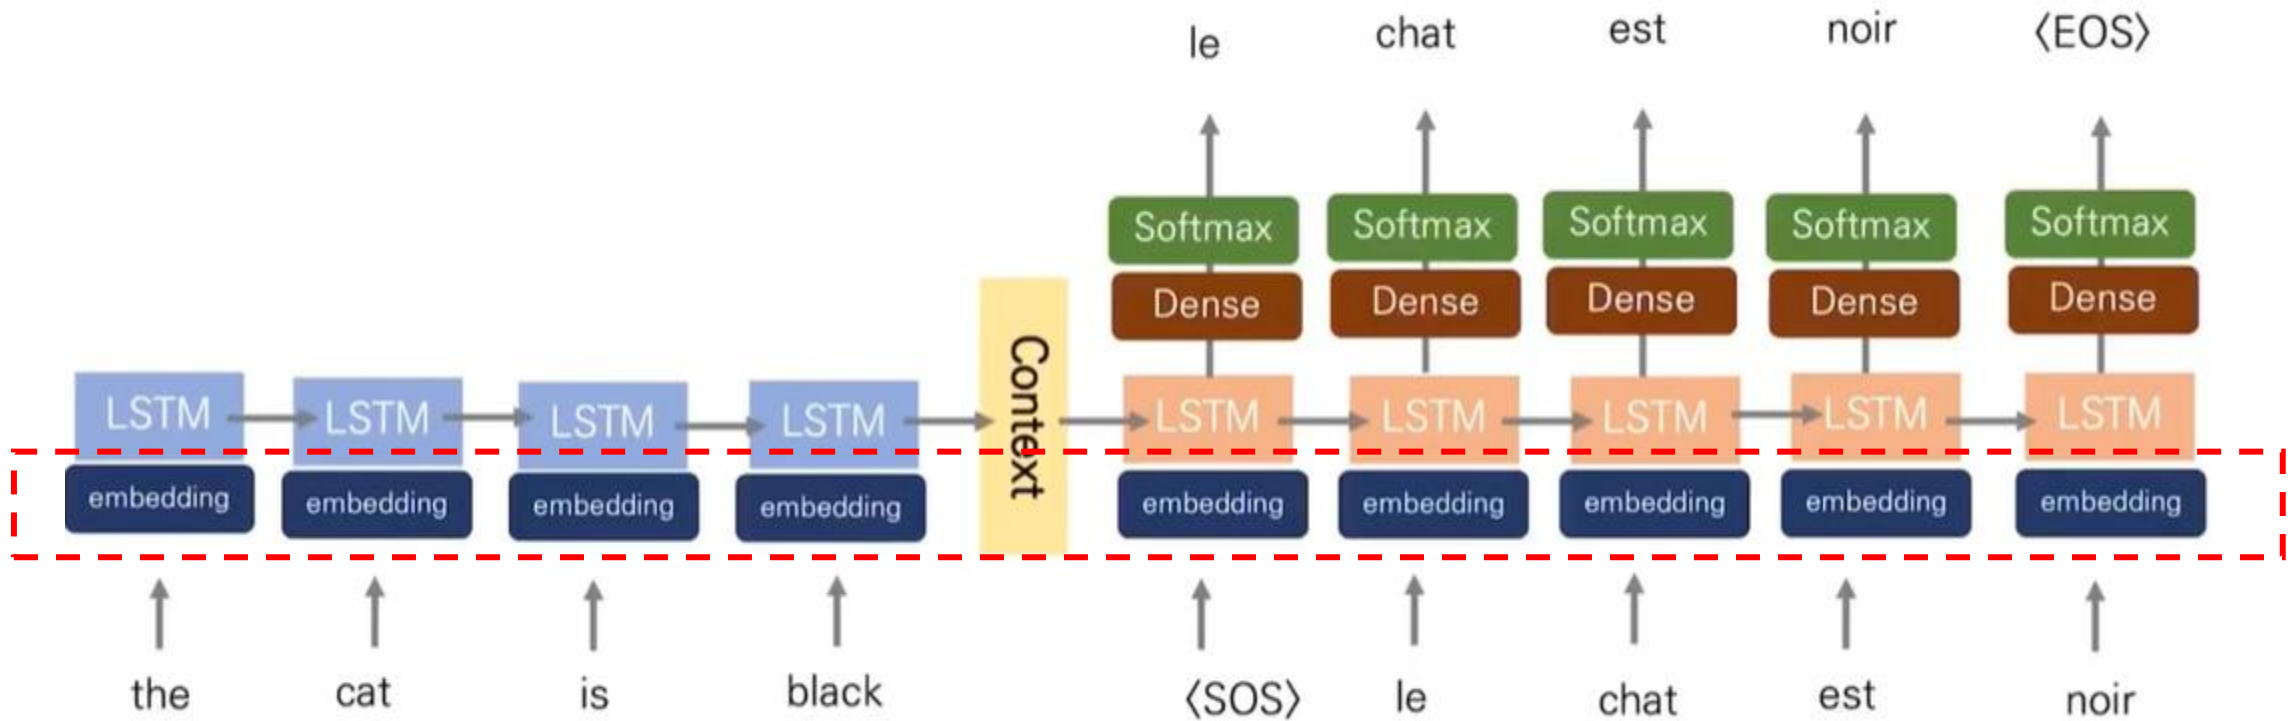 le chat est noir 〈EOS〉
Softmax Softmax Softmax Softmax Softmax
Dense Dense Dense Dense Dense
Context
LSTM LSTM LSTM LSTM LSTM LSTM LSTM LSTM LSTM
embedding embedding embedding embedding embedding embedding embedding embedding embedding
the cat is black 〈SOS〉 le chat est noir